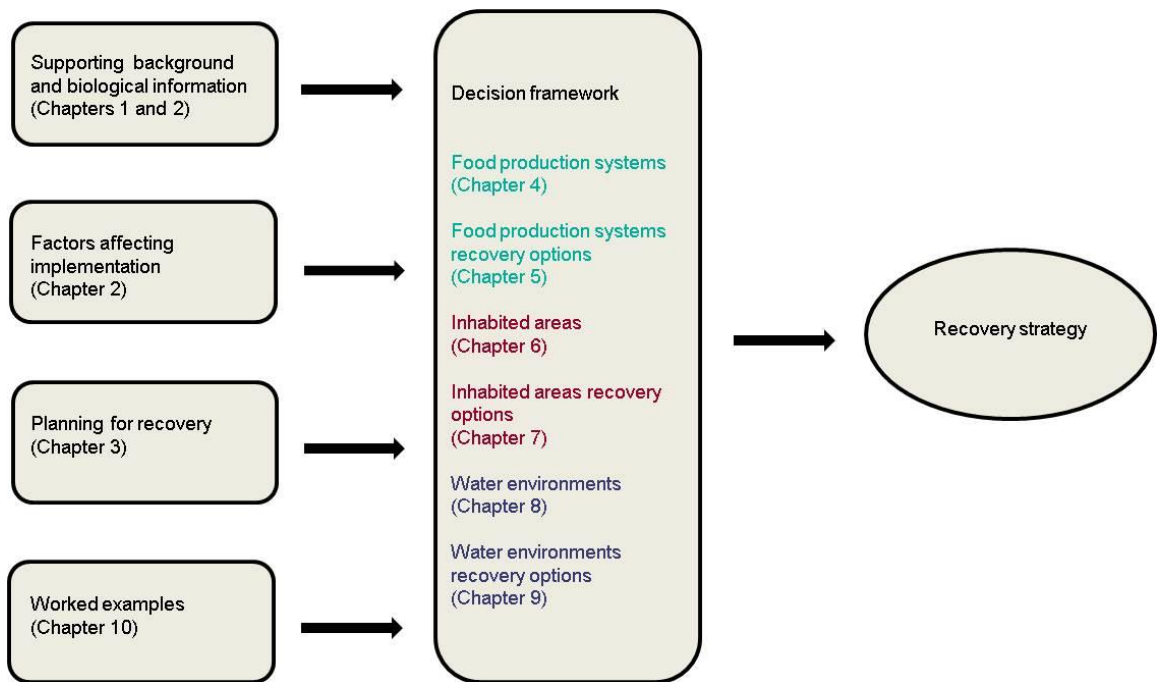 Supporting background
and biological information
(Chapters 1 and 2)
Factors affecting
implementation
(Chapter 2)
Planning for recovery
(Chapter 3)
Worked examples
(Chapter 10)
Decision framework
Food production systems
(Chapter 4)
Food production systems
recovery options
(Chapter 5)
Inhabited areas
(Chapter 6)
Inhabited areas recovery
options
(Chapter 7)
Water environments
(Chapter 8)
Water environments
recovery options
(Chapter 9)
Recovery strategy